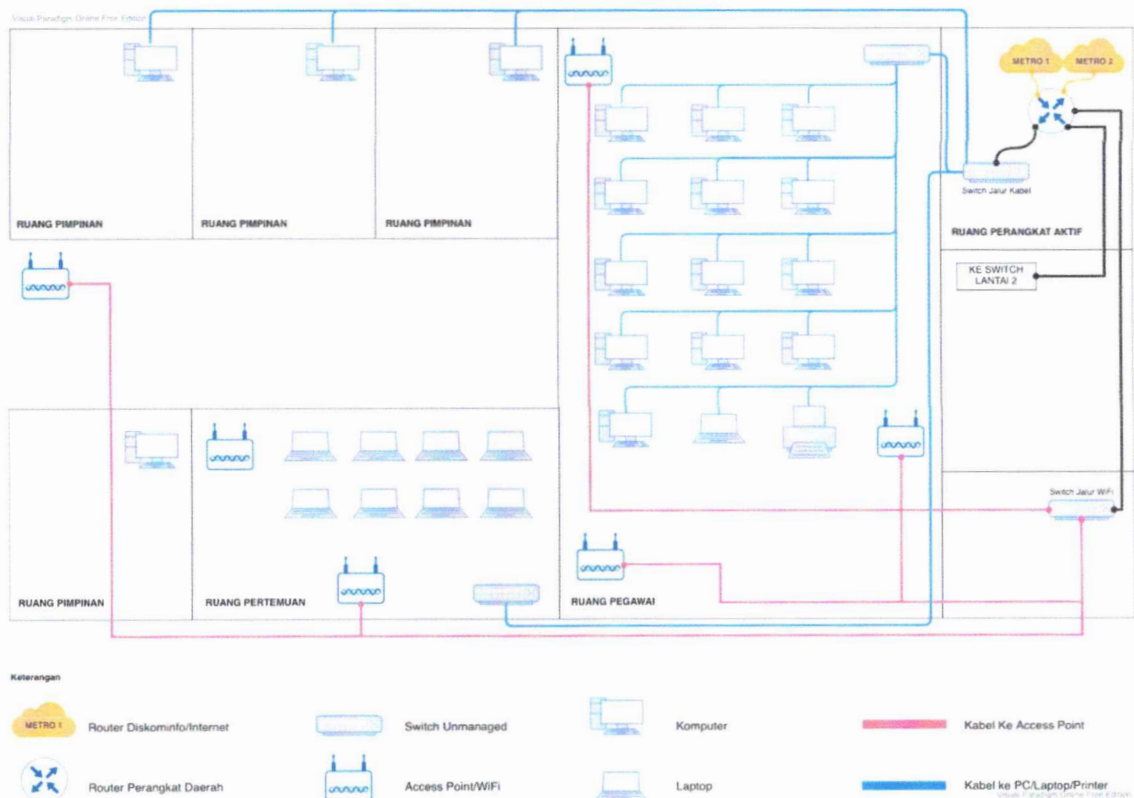 Visual Paradigm Online Free Edition
METRO 1
METRO 2
Switch Jalur Kabel
RUANG PIMPINAN
RUANG PIMPINAN
RUANG PIMPINAN
RUANG PERANGKAT AKTIF
KE SWITCH
LANTAI 2
Switch Jalur WiFi
RUANG PIMPINAN
RUANG PERTEMUAN
RUANG PEGAWAI
Keterangan
METRO 1
Router Diskominfo/Internet
Switch Unmanaged
Komputer
Kabel Ke Access Point
Router Perangkat Daerah
Access Point/WiFi
Laptop
Kabel ke PC/Laptop/Printer
Visual Paradigm Online Free Edition